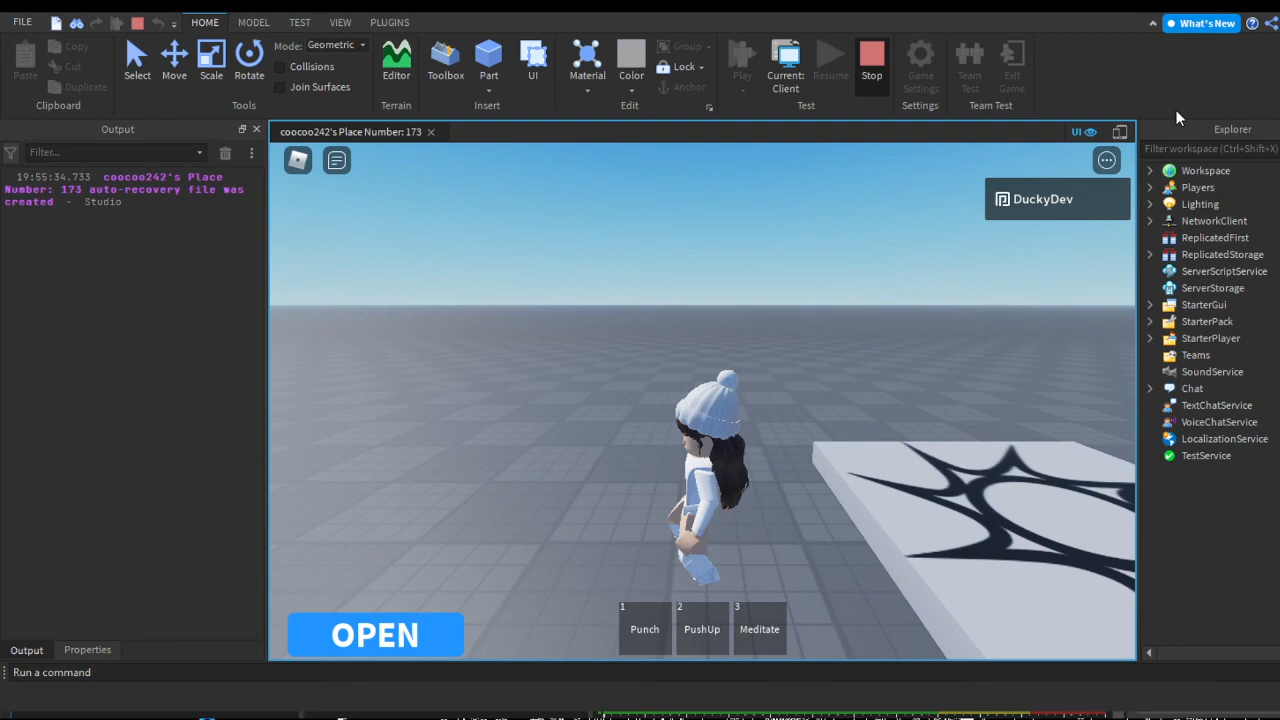 FILE HOME MODEL TEST VIEW PLUGINS What's New
Paste Copy Cut Duplicate Clipboard
Select Move Scale Rotate Tools
Mode: Geometric
Collisions
Join Surfaces
Editor Terrain
Toolbox Part UI Insert
Material Color Group Lock Anchor Edit
Play Current: Client Resume Stop Test
Game Settings Settings
Team Test Exit Game Team Test
Output
Filter...
19:55:34.733 coocoo242's Place
Number: 173 auto-recovery file was
created - Studio
coocoo242's Place Number: 173
UI
DuckyDev
OPEN
1 Punch
2 PushUp
3 Meditate
Explorer
Filter workspace (Ctrl+Shift+X)
Workspace
Players
Lighting
NetworkClient
ReplicatedFirst
ReplicatedStorage
ServerScriptService
ServerStorage
StarterGui
StarterPack
StarterPlayer
Teams
SoundService
Chat
TextChatService
VoiceChatService
LocalizationService
TestService
Output Properties
Run a command